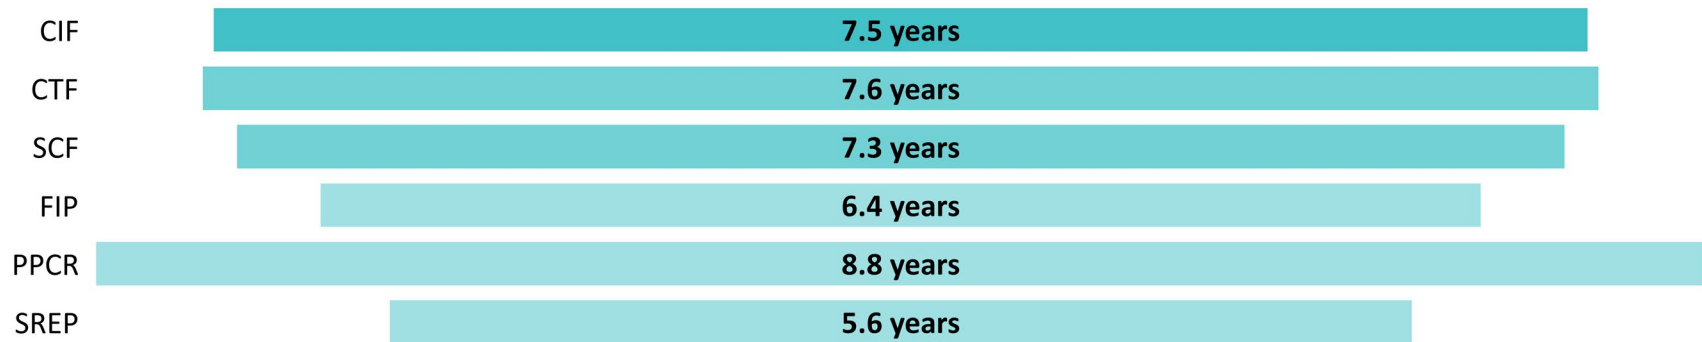 CIF 7.5 years
CTF 7.6 years
SCF 7.3 years
FIP 6.4 years
PPCR 8.8 years
SREP 5.6 years